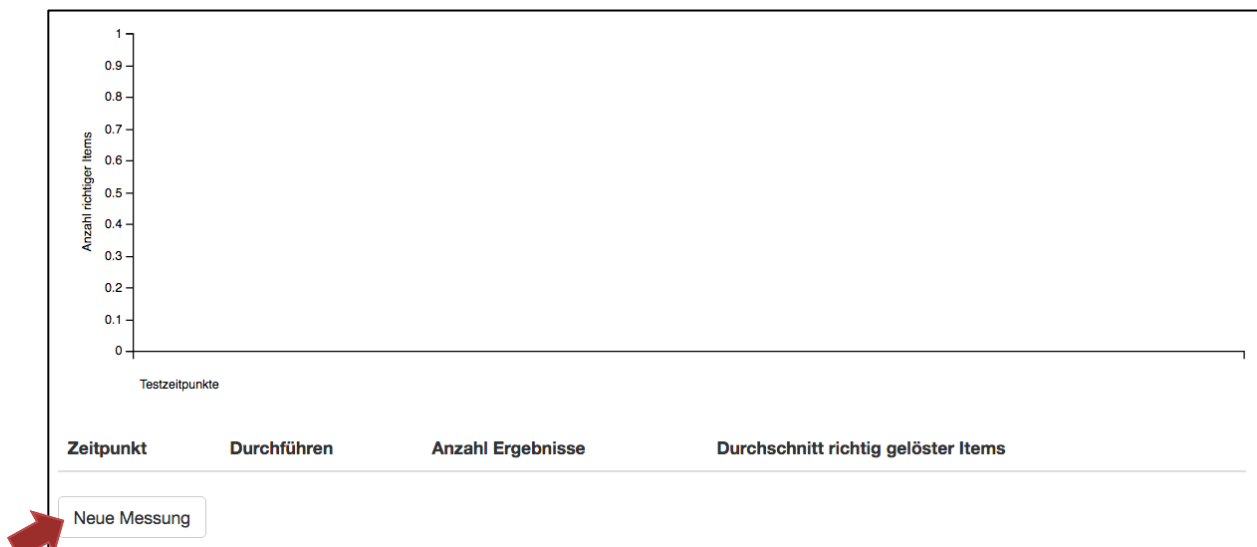 1
0.9
0.8
0.7
0.6
0.5
0.4
0.3
0.2
0.1
0
Anzahl richtiger Items
Testzeitpunkte
Zeitpunkt Durchführen Anzahl Ergebnisse Durchschnitt richtig gelöster Items
Neue Messung